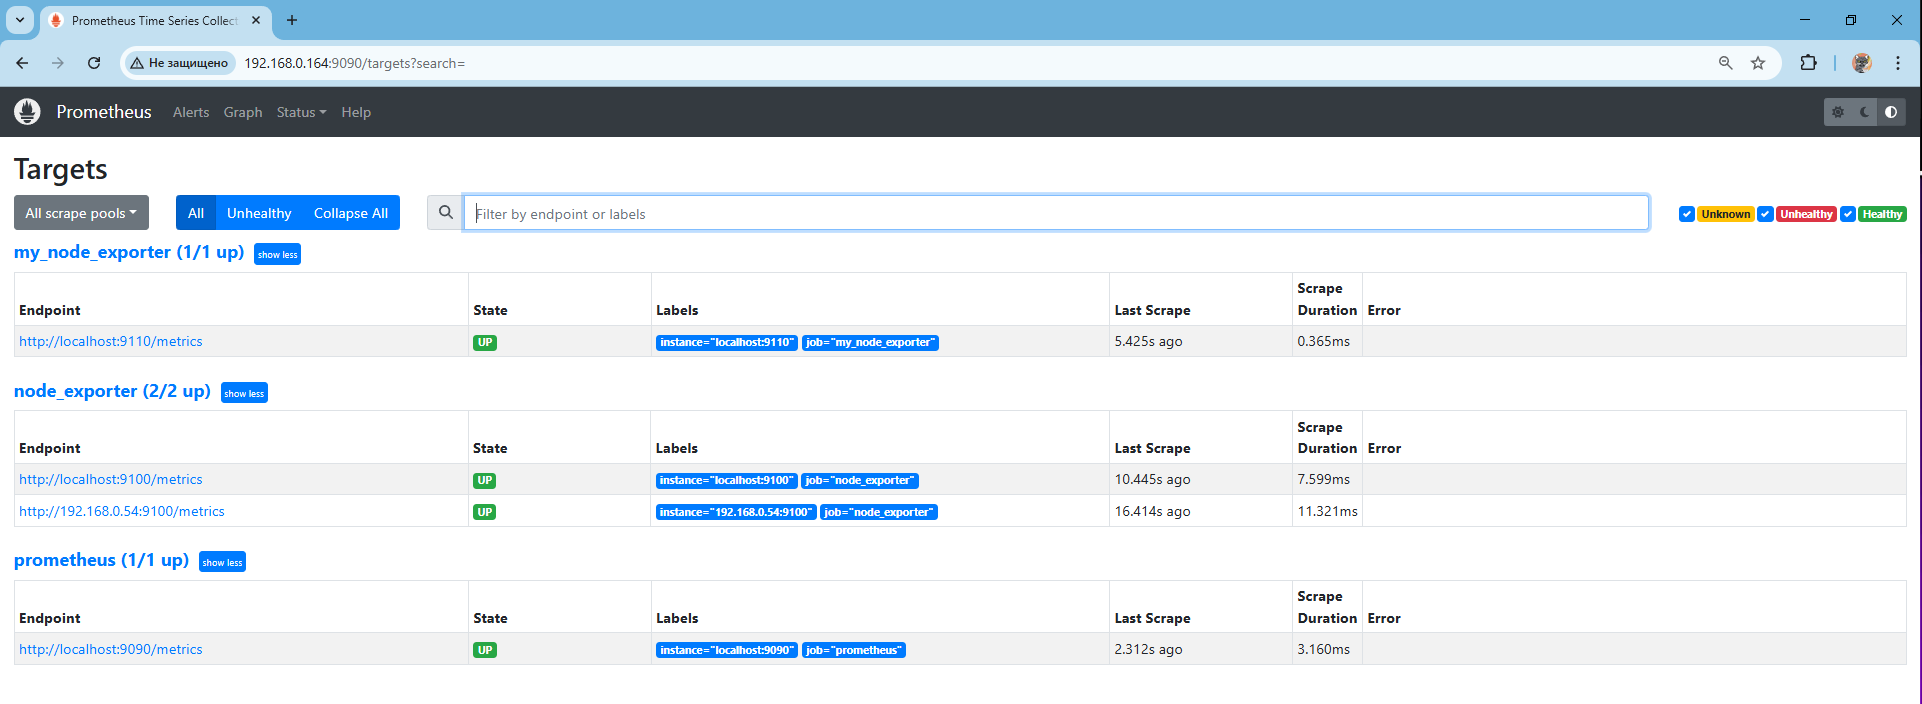 Prometheus Time Series Collect
Не защищено 192.168.0.164:9090/targets?search=
Prometheus Alerts Graph Status Help
Targets
All scrape pools All Unhealthy Collapse All Filter by endpoint or labels Unknown Unhealthy Healthy
my_node_exporter (1/1 up) show less
Endpoint State Labels Last Scrape Scrape Duration Error
http://localhost:9110/metrics UP instance="localhost:9110" job="my_node_exporter" 5.425s ago 0.365ms
node_exporter (2/2 up) show less
Endpoint State Labels Last Scrape Scrape Duration Error
http://localhost:9100/metrics UP instance="localhost:9100" job="node_exporter" 10.445s ago 7.599ms
http://192.168.0.54:9100/metrics UP instance="192.168.0.54:9100" job="node_exporter" 16.414s ago 11.321ms
prometheus (1/1 up) show less
Endpoint State Labels Last Scrape Scrape Duration Error
http://localhost:9090/metrics UP instance="localhost:9090" job="prometheus" 2.312s ago 3.160ms